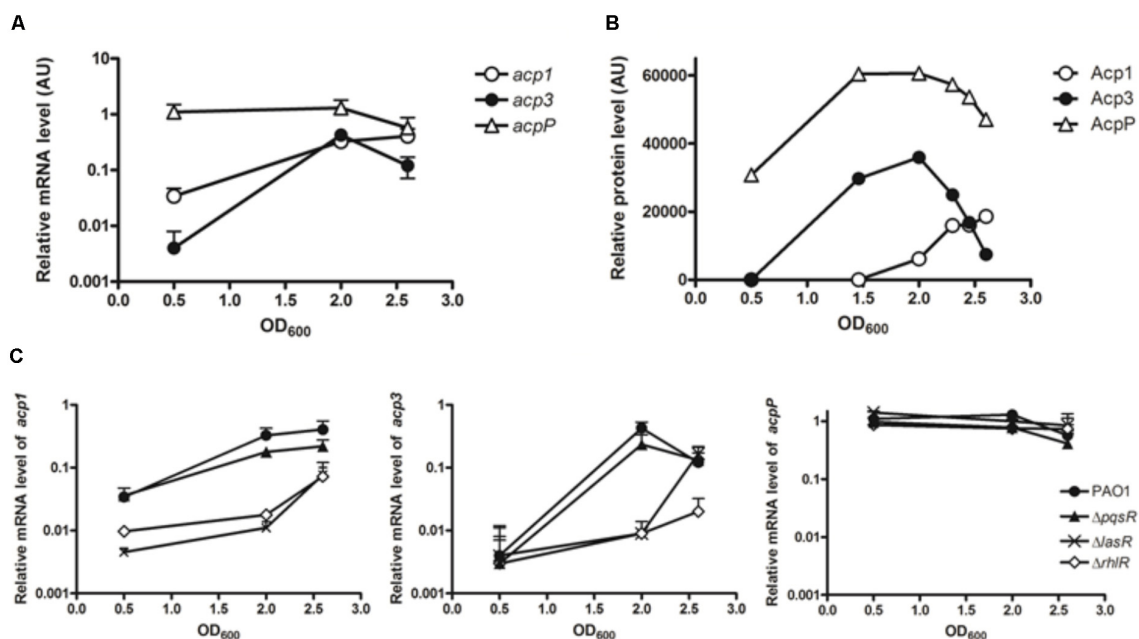 A
Relative mRNA level (AU)
10
1
0.1
0.01
0.001
0.0 0.5 1.0 1.5 2.0 2.5 3.0
OD600
acp1
acp3
acpP
B
Relative protein level (AU)
60000
40000
20000
0
0.0 0.5 1.0 1.5 2.0 2.5 3.0
OD600
Acp1
Acp3
AcpP
C
Relative mRNA level of acp1
1
0.1
0.01
0.001
0.0 0.5 1.0 1.5 2.0 2.5 3.0
OD600
Relative mRNA level of acp3
1
0.1
0.01
0.001
0.0 0.5 1.0 1.5 2.0 2.5 3.0
OD600
Relative mRNA level of acpP
1
0.1
0.01
0.001
0.0 0.5 1.0 1.5 2.0 2.5 3.0
OD600
PAO1
ΔpqsR
ΔlasR
ΔrhlR